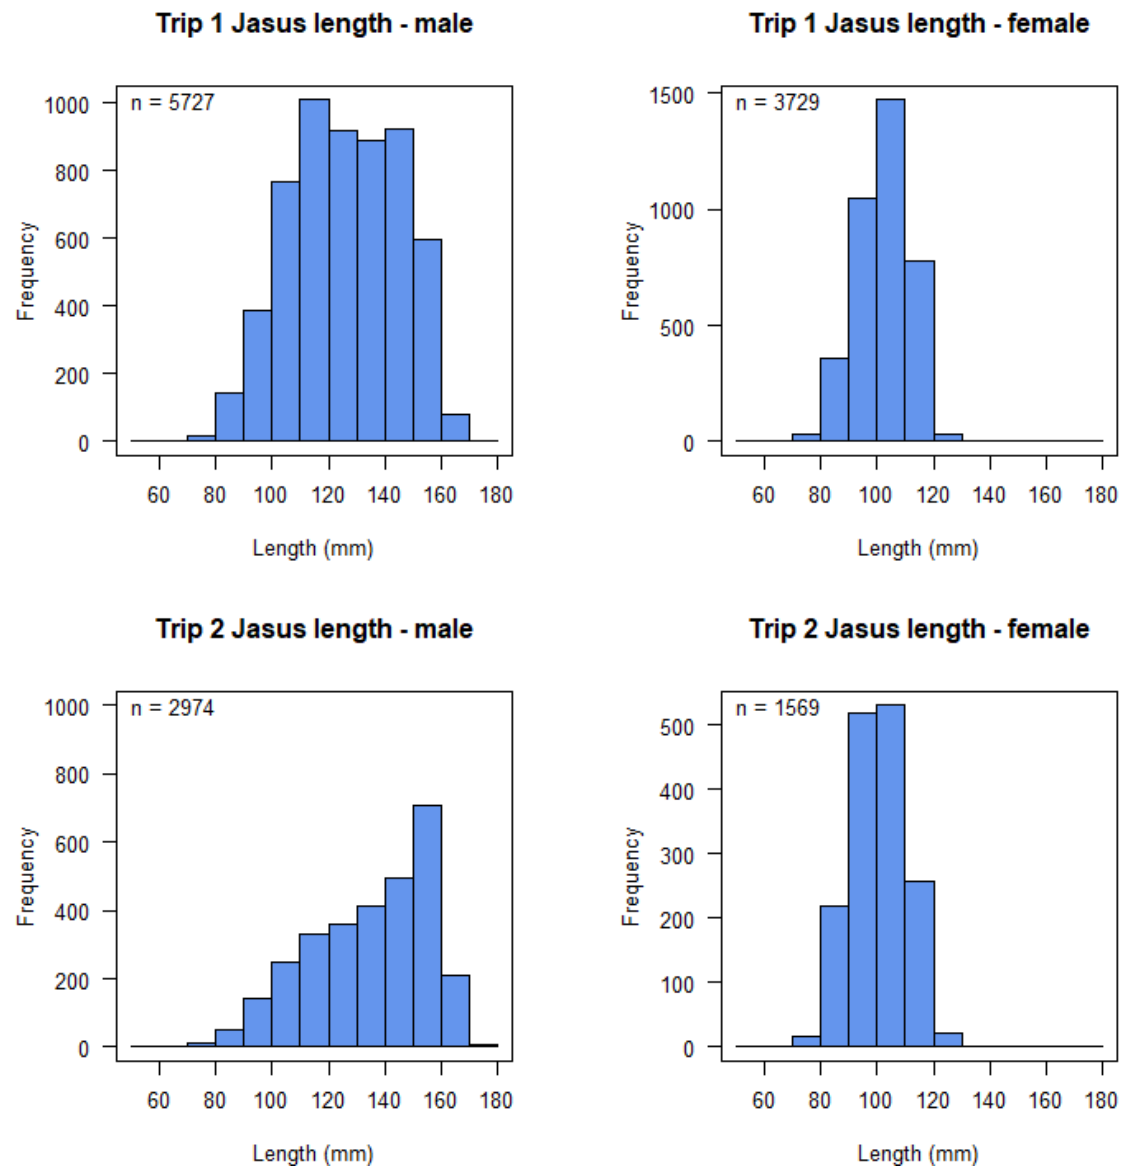 Trip 1 Jasus length - male
n = 5727
1000
800
600
400
200
0
Frequency
60 80 100 120 140 160 180
Length (mm)
Trip 1 Jasus length - female
n = 3729
1500
1000
500
0
Frequency
60 80 100 120 140 160 180
Length (mm)
Trip 2 Jasus length - male
n = 2974
1000
800
600
400
200
0
Frequency
60 80 100 120 140 160 180
Length (mm)
Trip 2 Jasus length - female
n = 1569
500
400
300
200
100
0
Frequency
60 80 100 120 140 160 180
Length (mm)